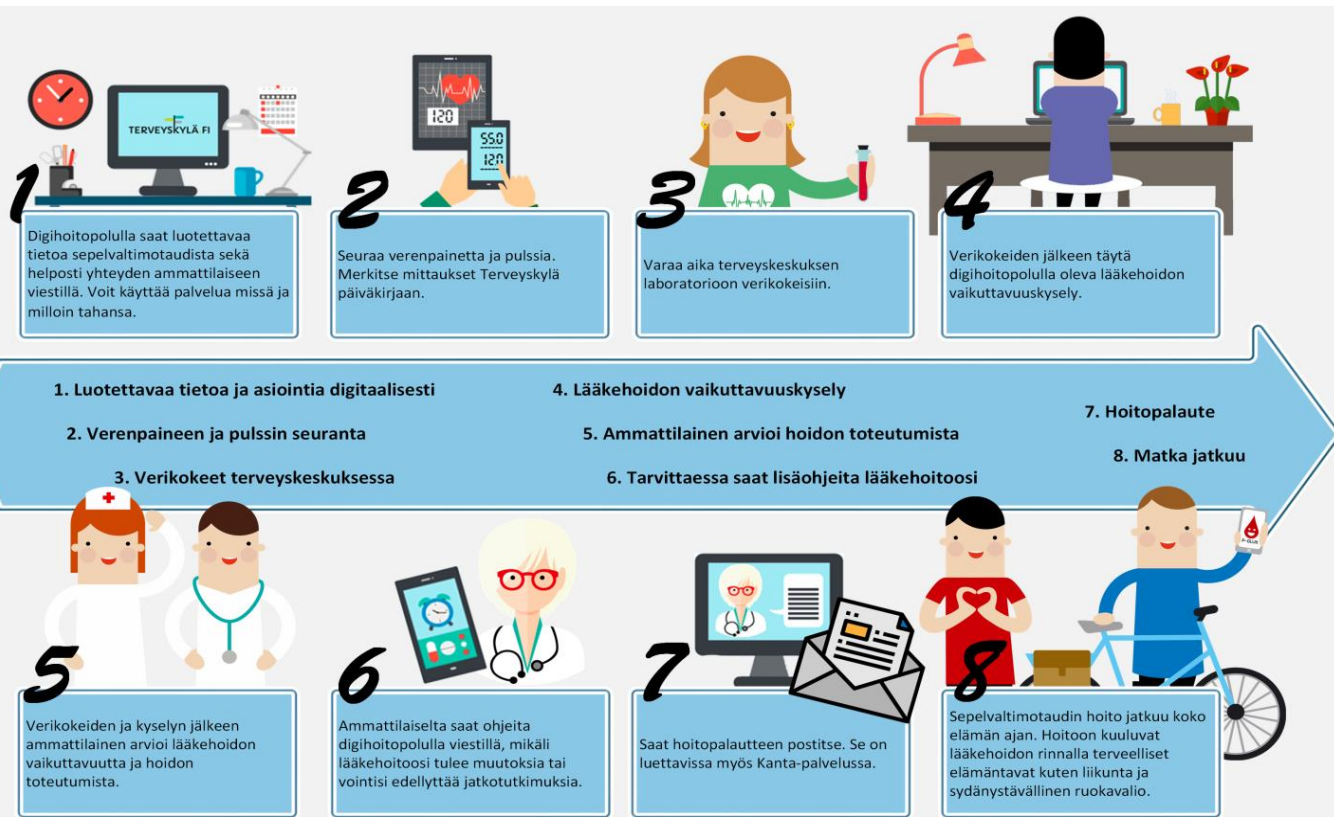 TERVEYSKYLÄ FI
120
55.0
12.0
1
Digihoitopolulla saat luotettavaa
tietoa sepelvaltimotaudista sekä
helposti yhteyden ammattilaiseen
viestillä. Voit käyttää palvelua missä ja
milloin tahansa.
2
Seuraa verenpainetta ja pulssia.
Merkitse mittaukset Terveyskylä
päiväkirjaan.
3
Varaa aika terveyskeskuksen
laboratorioon verikokeisiin.
4
Verikokeiden jälkeen täytä
digihoitopolulla oleva lääkehoidon
vaikuttavuuskysely.
1. Luotettavaa tietoa ja asiointia digitaalisesti
2. Verenpaineen ja pulssin seuranta
3. Verikokeet terveyskeskuksessa
4. Lääkehoidon vaikuttavuuskysely
5. Ammattilainen arvioi hoidon toteutumista
6. Tarvittaessa saat lisäohjeita lääkehoitoosi
7. Hoitopalaute
8. Matka jatkuu
5
Verikokeiden ja kyselyn jälkeen
ammattilainen arvioi lääkehoidon
vaikuttavuutta ja hoidon
toteutumista.
6
Ammattilaiselta saat ohjeita
digihoitopolulla viestillä, mikäli
lääkehoitoosi tulee muutoksia tai
vointisi edellyttää jatkotutkimuksia.
7
Saat hoitopalautteen postitse. Se on
luettavissa myös Kanta-palvelussa.
8
Sepelvaltimotaudin hoito jatkuu koko
elämän ajan. Hoitoon kuuluvat
lääkehoidon rinnalla terveelliset
elämäntavat kuten liikunta ja
sydänystävällinen ruokavalio.